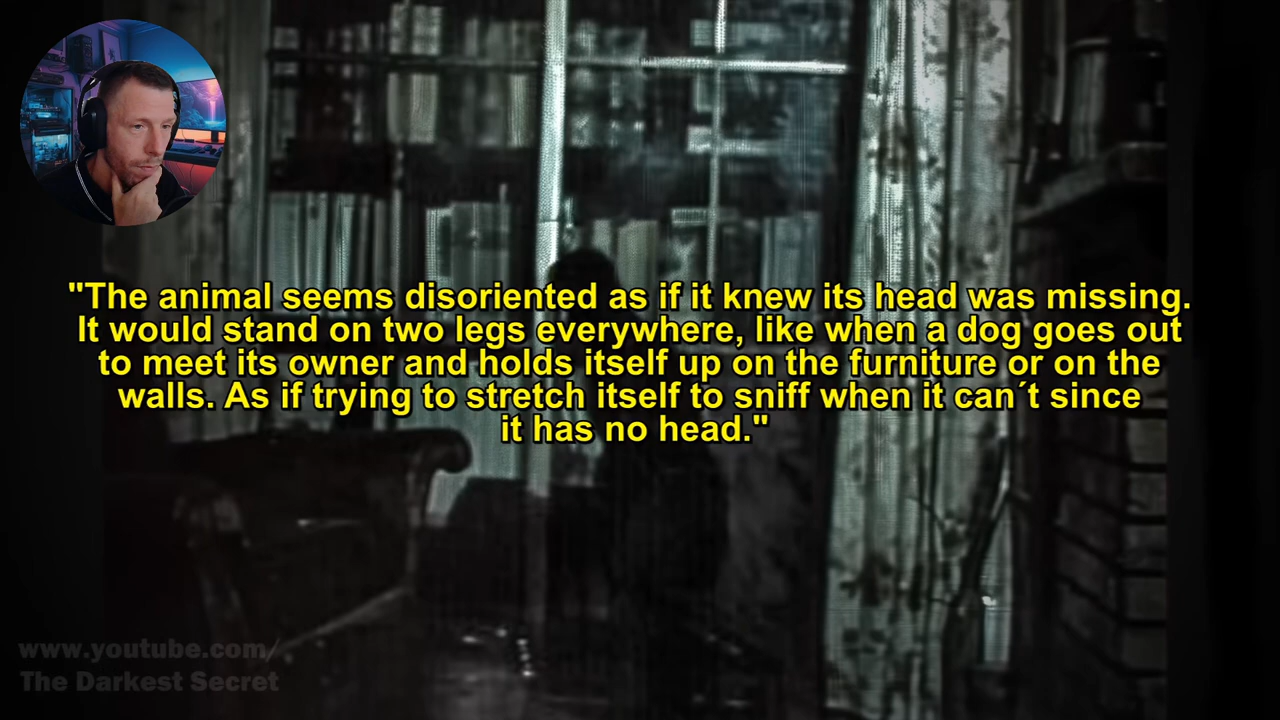 "The animal seems disoriented as if it knew its head was missing.
It would stand on two legs everywhere, like when a dog goes out
to meet its owner and holds itself up on the furniture or on the
walls. As if trying to stretch itself to sniff when it can´t since
it has no head."
www.youtube.com/
The Darkest Secret